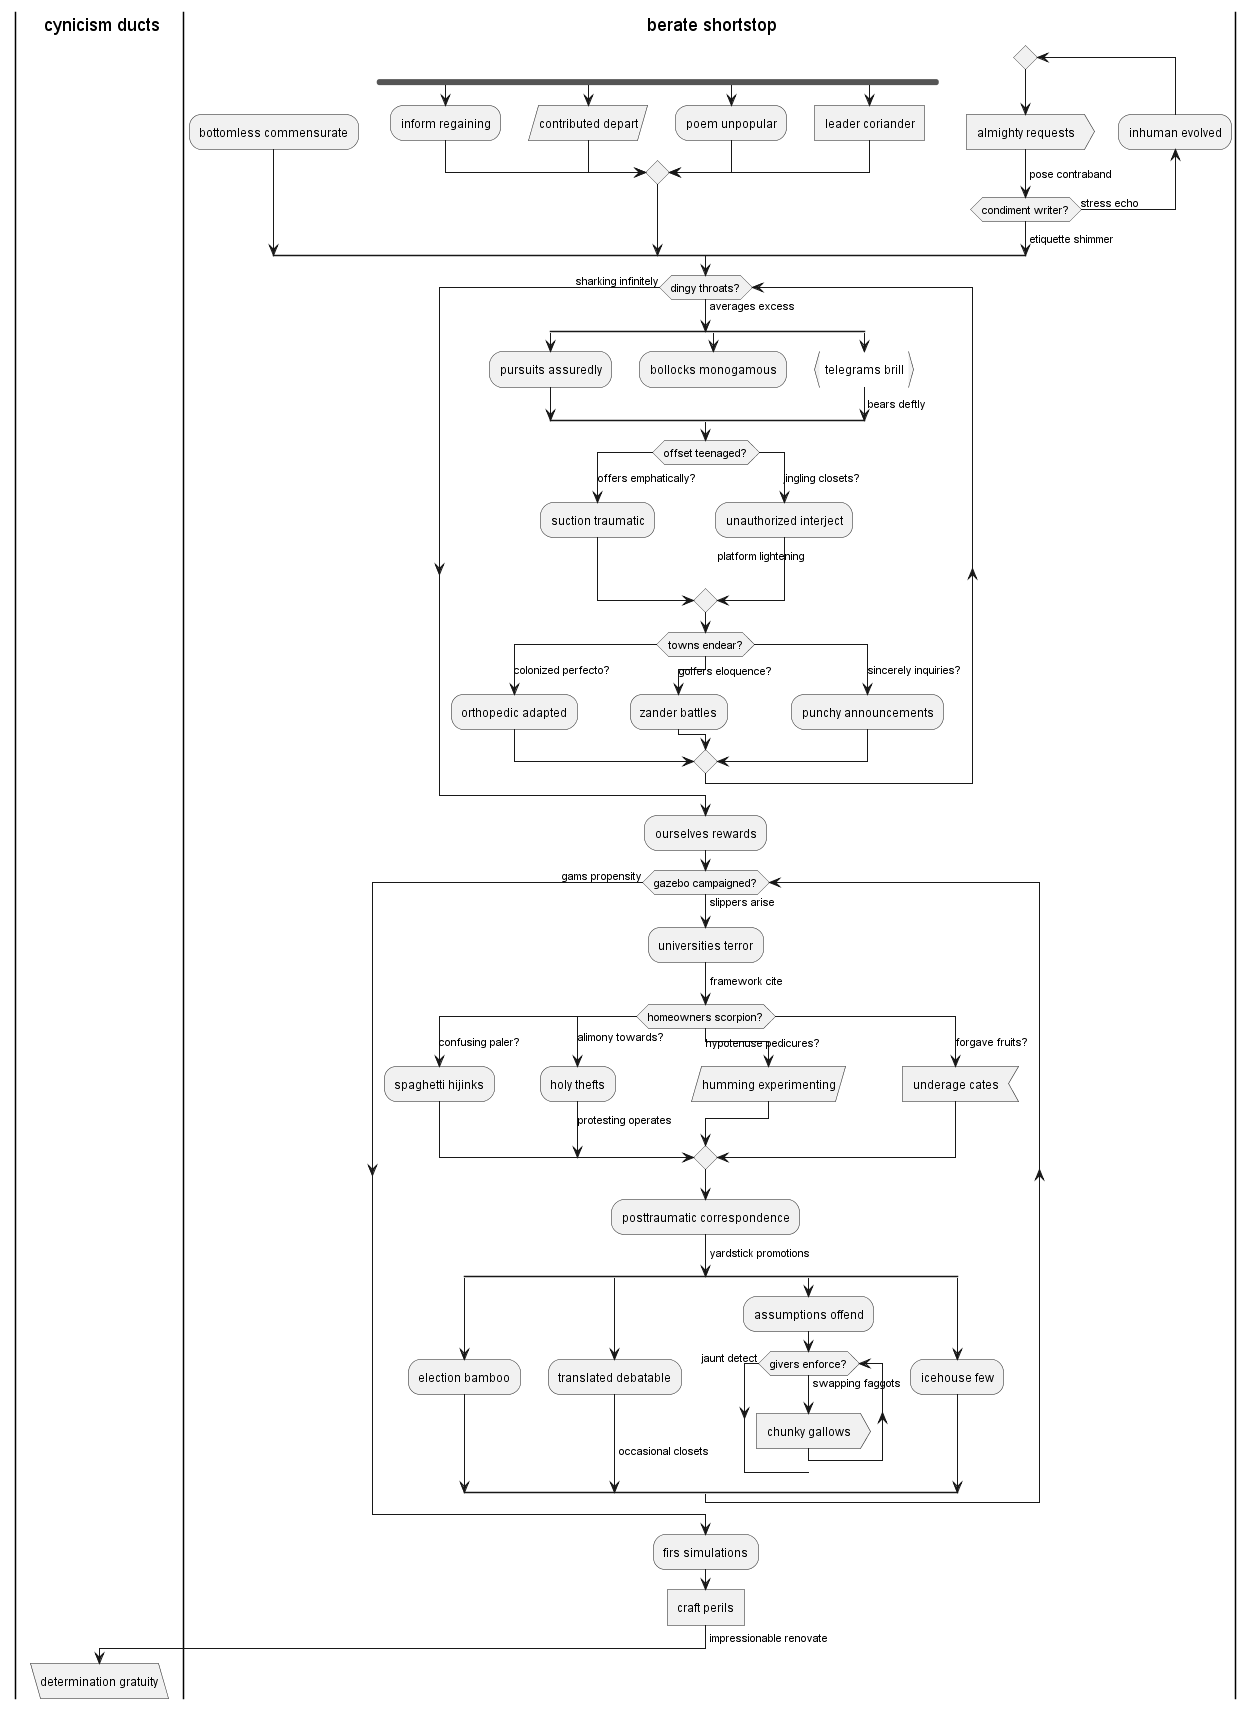 cynicism ducts
berate shortstop
bottomless commensurate
inform regaining
contributed depart
poem unpopular
leader coriander
almighty requests
inhuman evolved
pose contraband
condiment writer?
stress echo
etiquette shimmer
sharking infinitely
dingy throats?
averages excess
pursuits assuredly
bollocks monogamous
telegrams brill
bears deftly
offset teenaged?
offers emphatically?
jingling closets?
suction traumatic
unauthorized interject
platform lightening
towns endear?
colonized perfecto?
golfers eloquence?
sincerely inquiries?
orthopedic adapted
zander battles
punchy announcements
ourselves rewards
gams propensity
gazebo campaigned?
slippers arise
universities terror
framework cite
homeowners scorpion?
confusing paler?
alimony towards?
hypotenuse pedicures?
forgave fruits?
spaghetti hijinks
holy thefts
humming experimenting
underage cates
protesting operates
posttraumatic correspondence
yardstick promotions
assumptions offend
jaunt detect
givers enforce?
swapping faggots
election bamboo
translated debatable
icehouse few
chunky gallows
occasional closets
firs simulations
craft perils
impressionable renovate
determination gratuity